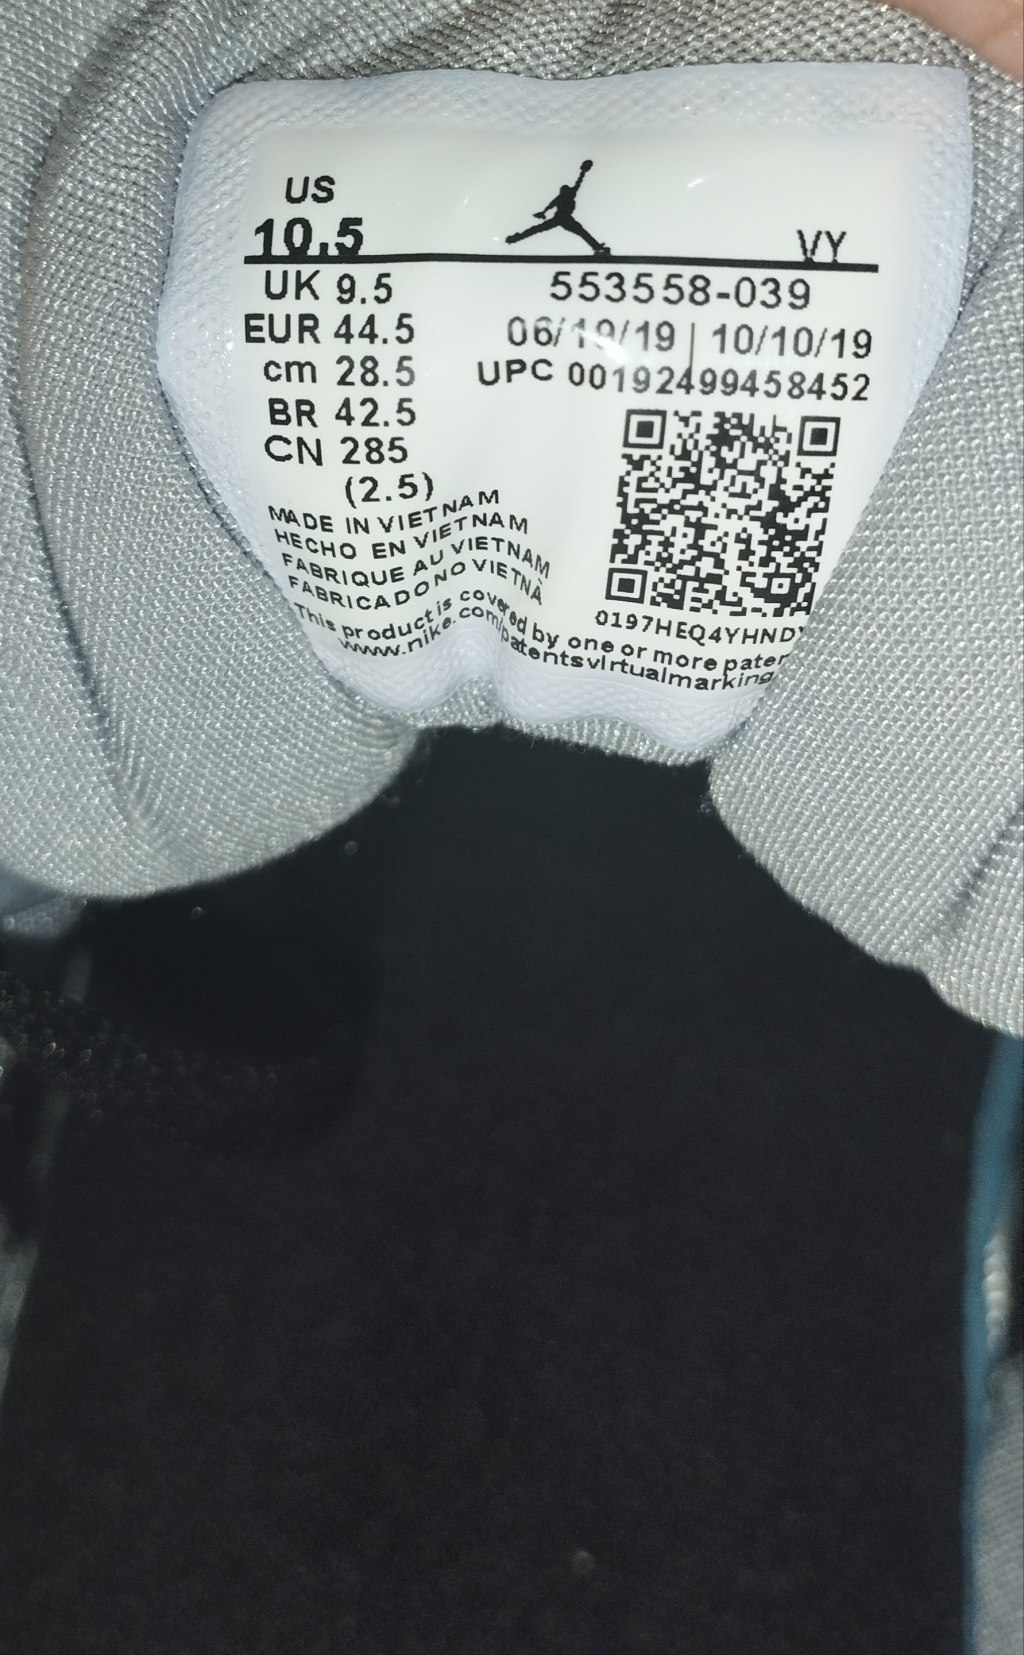 US
10.5
VY
UK 9.5
EUR 44.5
cm 28.5
BR 42.5
CN 285
(2.5)
553558-039
06/19/19 | 10/10/19
UPC 00192499458452
MADE IN VIETNAM
HECHO EN VIETNAM
FABRIQUE AU VIETNAM
FABRICADO NO VIETNÃ
0197HEQ4YHND
This product is covered by one or more
www.nike.com/patentsvirtualmarking